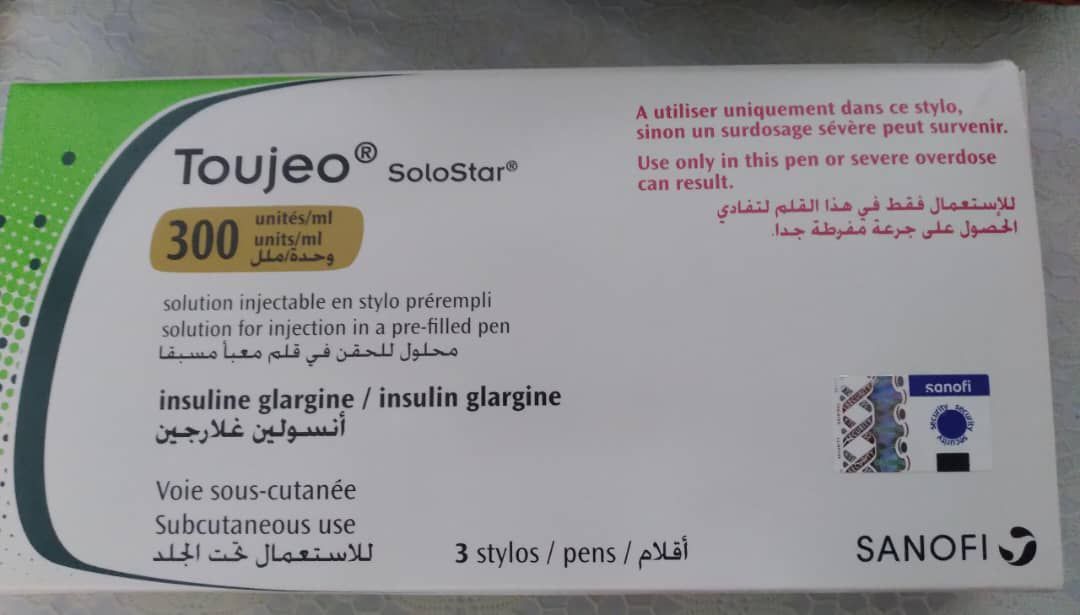 Toujeo® SoloStar®
300 unités/ml
units/ml
وحدة/ملل
solution injectable en stylo prérempli
solution for injection in a pre-filled pen
محلول للحقن في قلم معبأ مسبقا
insuline glargine / insulin glargine
أنسولين غلارجين
Voie sous-cutanée
Subcutaneous use
للاستعمال تحت الجلد
3 stylos / pens / أقلام
A utiliser uniquement dans ce stylo,
sinon un surdosage sévère peut survenir.
Use only in this pen or severe overdose
can result.
للإستعمال فقط في هذا القلم لتفادي
الحصول على جرعة مفرطة جدا.
sanofi
security security
security
SANOFI